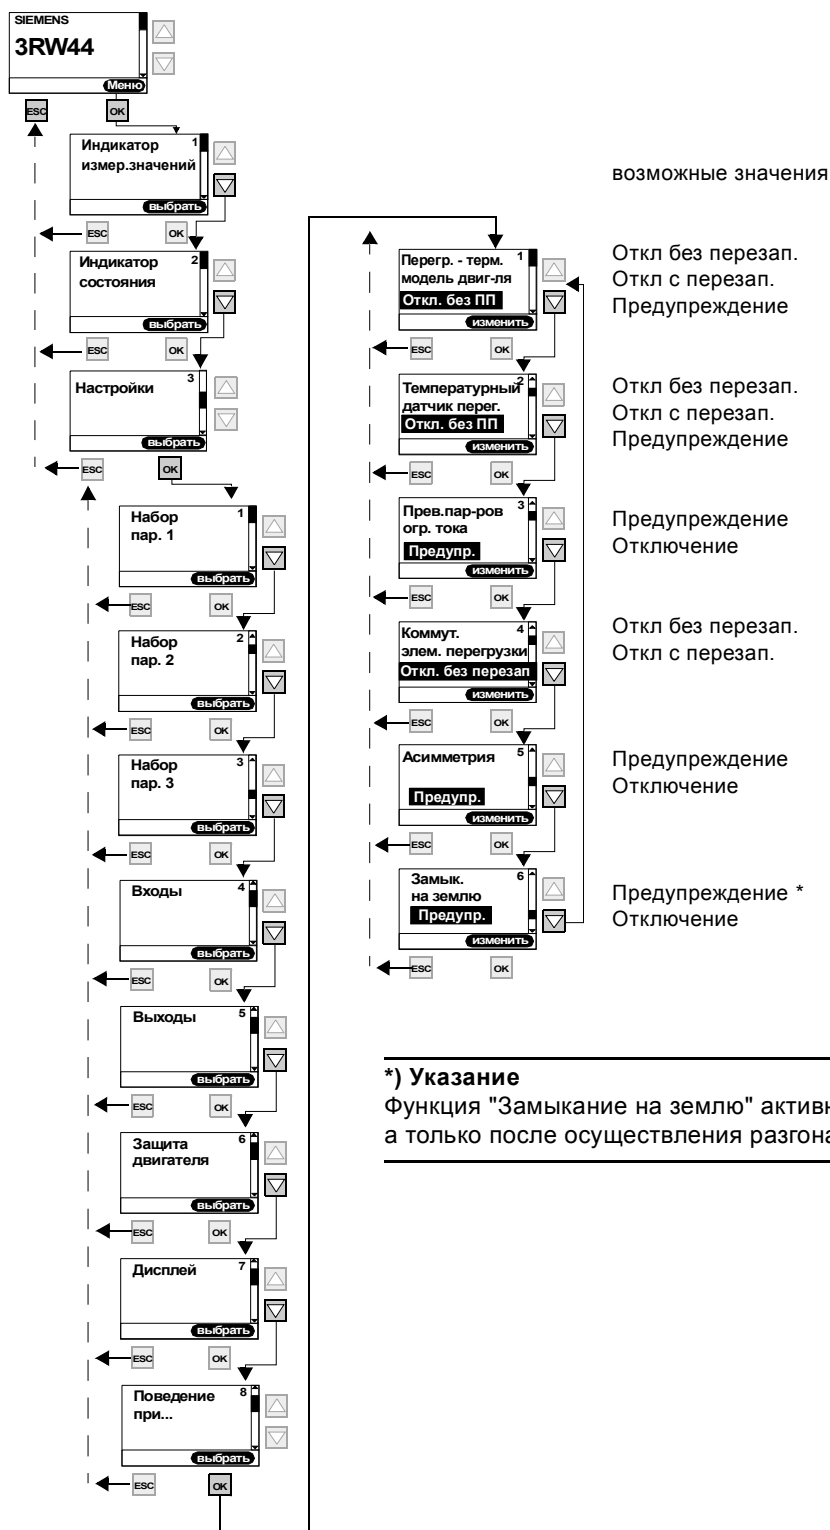 SIEMENS
3RW44
Меню
ESC
OK
Индикатор 1
измер.значений
выбрать
ESC
OK
Индикатор 2
состояния
выбрать
ESC
OK
Настройки 3
выбрать
ESC
OK
Набор 1
пар. 1
выбрать
ESC
OK
Набор 2
пар. 2
выбрать
ESC
OK
Набор 3
пар. 3
выбрать
ESC
OK
Входы 4
выбрать
ESC
OK
Выходы 5
выбрать
ESC
OK
Защита 6
двигателя
выбрать
ESC
OK
Дисплей 7
выбрать
ESC
OK
Поведение 8
при...
выбрать
ESC
OK
возможные значения
Перегр. - терм. 1
модель двиг-ля
Откл. без ПП
изменить
ESC
OK
Откл без перезап.
Откл с перезап.
Предупреждение
Температурный 2
датчик перег.
Откл. без ПП
изменить
ESC
OK
Откл без перезап.
Откл с перезап.
Предупреждение
Прев.пар-ров 3
огр. тока
Предупр.
изменить
ESC
OK
Предупреждение
Отключение
Коммут. 4
элем. перегрузки
Откл. без перезап
изменить
ESC
OK
Откл без перезап.
Откл с перезап.
Асимметрия 5
Предупр.
изменить
ESC
OK
Предупреждение
Отключение
Замык. 6
на землю
Предупр.
изменить
ESC
OK
Предупреждение *
Отключение
*) Указание
Функция "Замыкание на землю" активн
а только после осуществления разгона